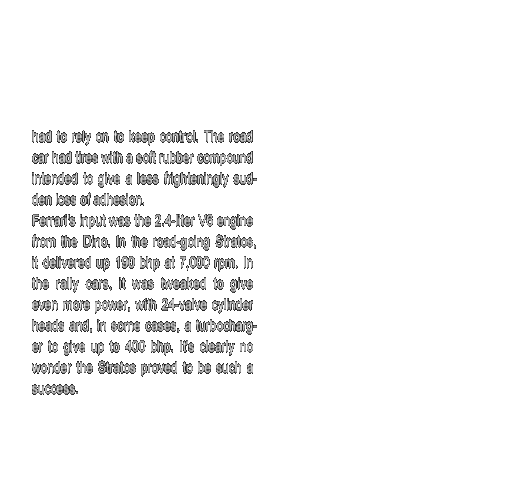 had to rely on to keep control. The road
car had tires with a soft rubber compound
intended to give a less frighteningly sud-
den loss of adhesion.
Ferrari's input was the 2.4-liter V6 engine
from the Dino. In the road-going Stratos,
it delivered up 190 bhp at 7,000 rpm. In
the rally cars, it was tweaked to give
even more power, with 24-valve cylinder
heads and, in some cases, a turbocharg-
er to give up to 400 bhp. It's clearly no
wonder the Stratos proved to be such a
success.